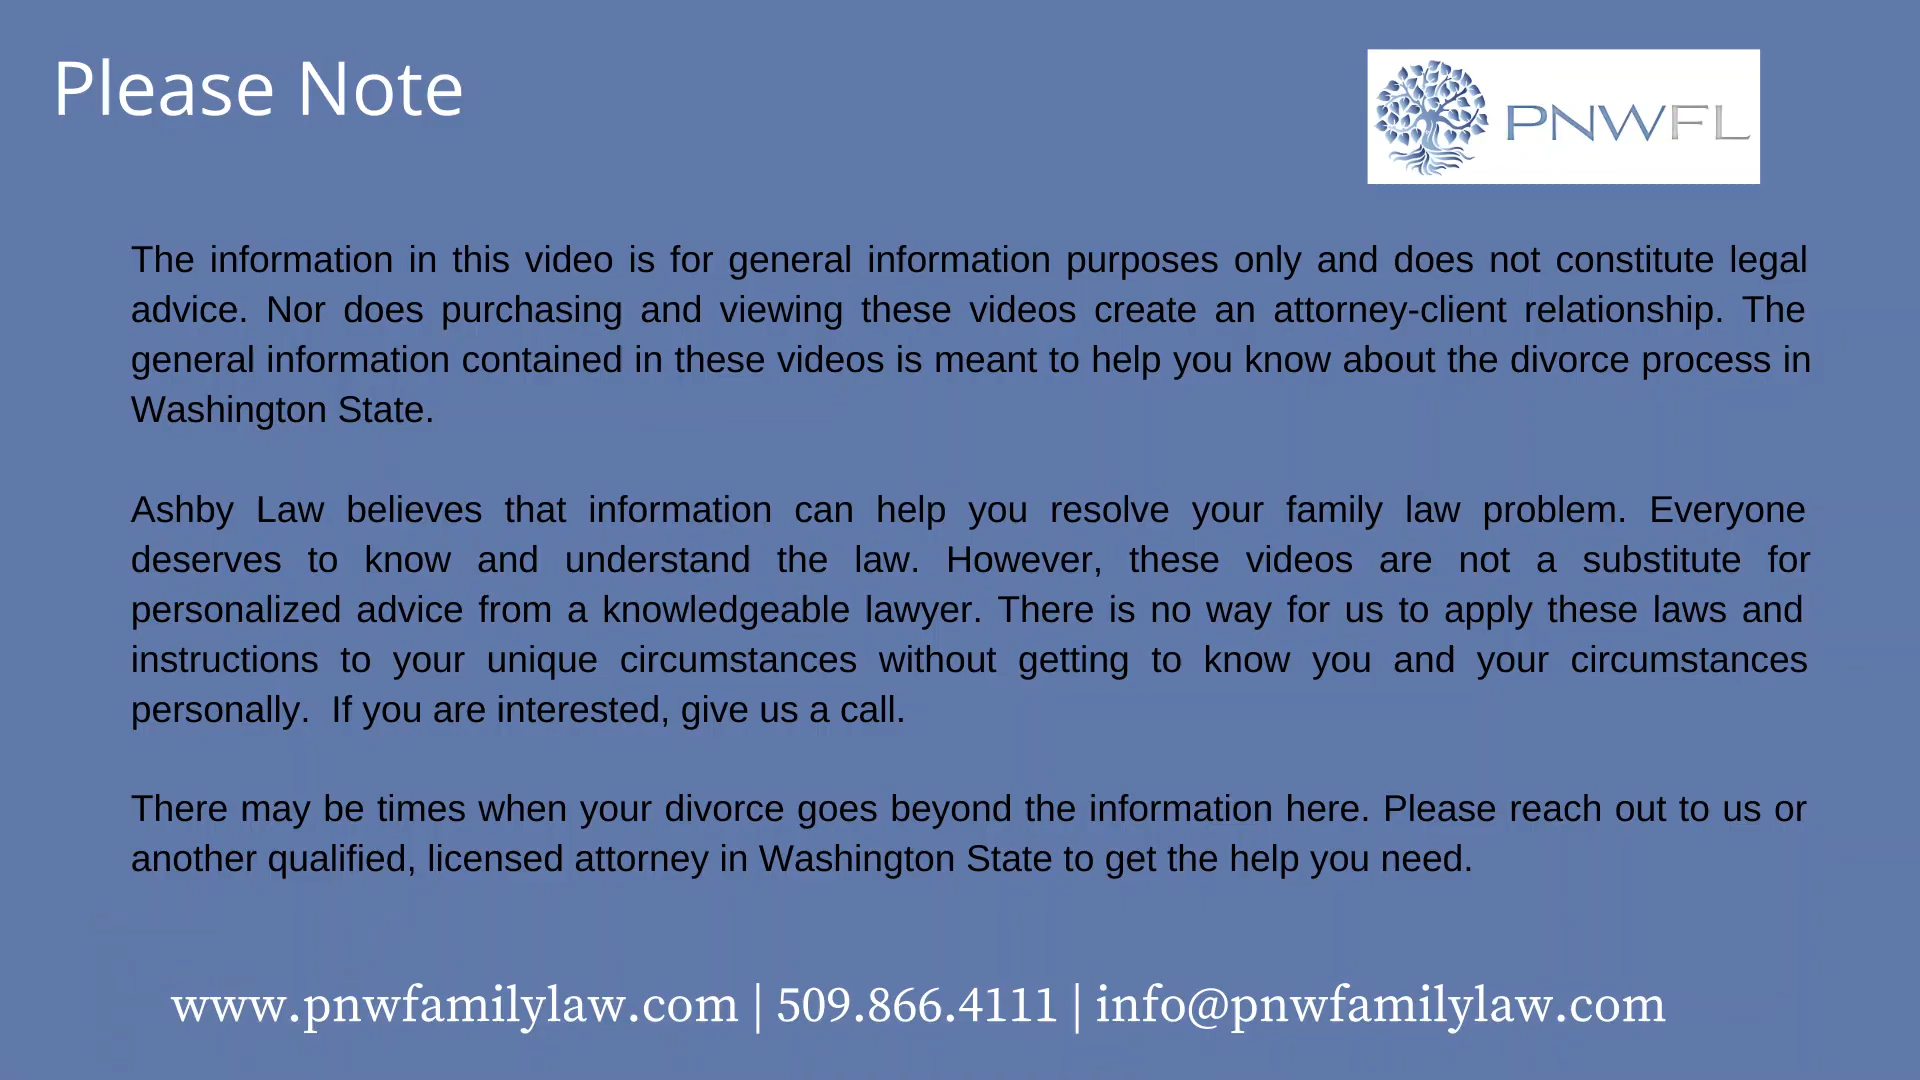 Please Note
PNWFL
The information in this video is for general information purposes only and does not constitute legal
advice. Nor does purchasing and viewing these videos create an attorney-client relationship. The
general information contained in these videos is meant to help you know about the divorce process in
Washington State.
Ashby Law believes that information can help you resolve your family law problem. Everyone
deserves to know and understand the law. However, these videos are not a substitute for
personalized advice from a knowledgeable lawyer. There is no way for us to apply these laws and
instructions to your unique circumstances without getting to know you and your circumstances
personally.  If you are interested, give us a call.
There may be times when your divorce goes beyond the information here. Please reach out to us or
another qualified, licensed attorney in Washington State to get the help you need.
www.pnwfamilylaw.com | 509.866.4111 | info@pnwfamilylaw.com